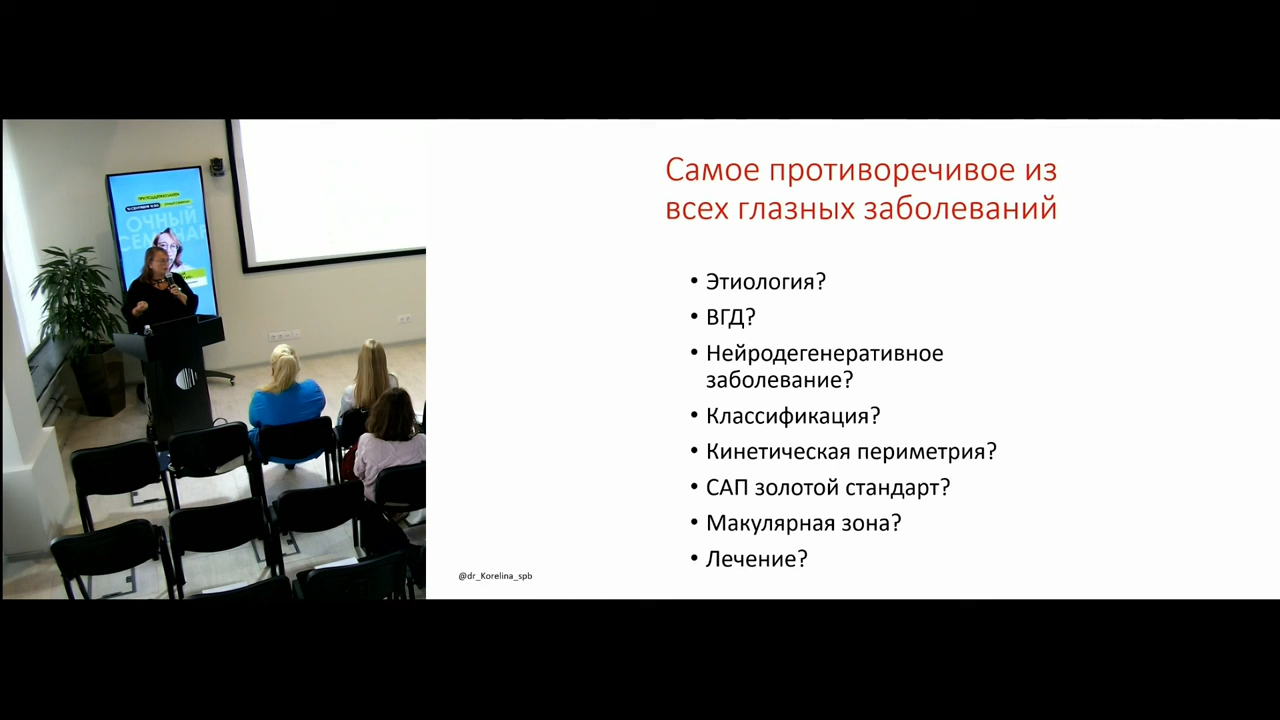 ОЧНЫЙ
Самое противоречивое из
всех глазных заболеваний
• Этиология?
• ВГД?
• Нейродегенеративное
заболевание?
• Классификация?
• Кинетическая периметрия?
• САП золотой стандарт?
• Макулярная зона?
• Лечение?
@dr_Korelina_spb